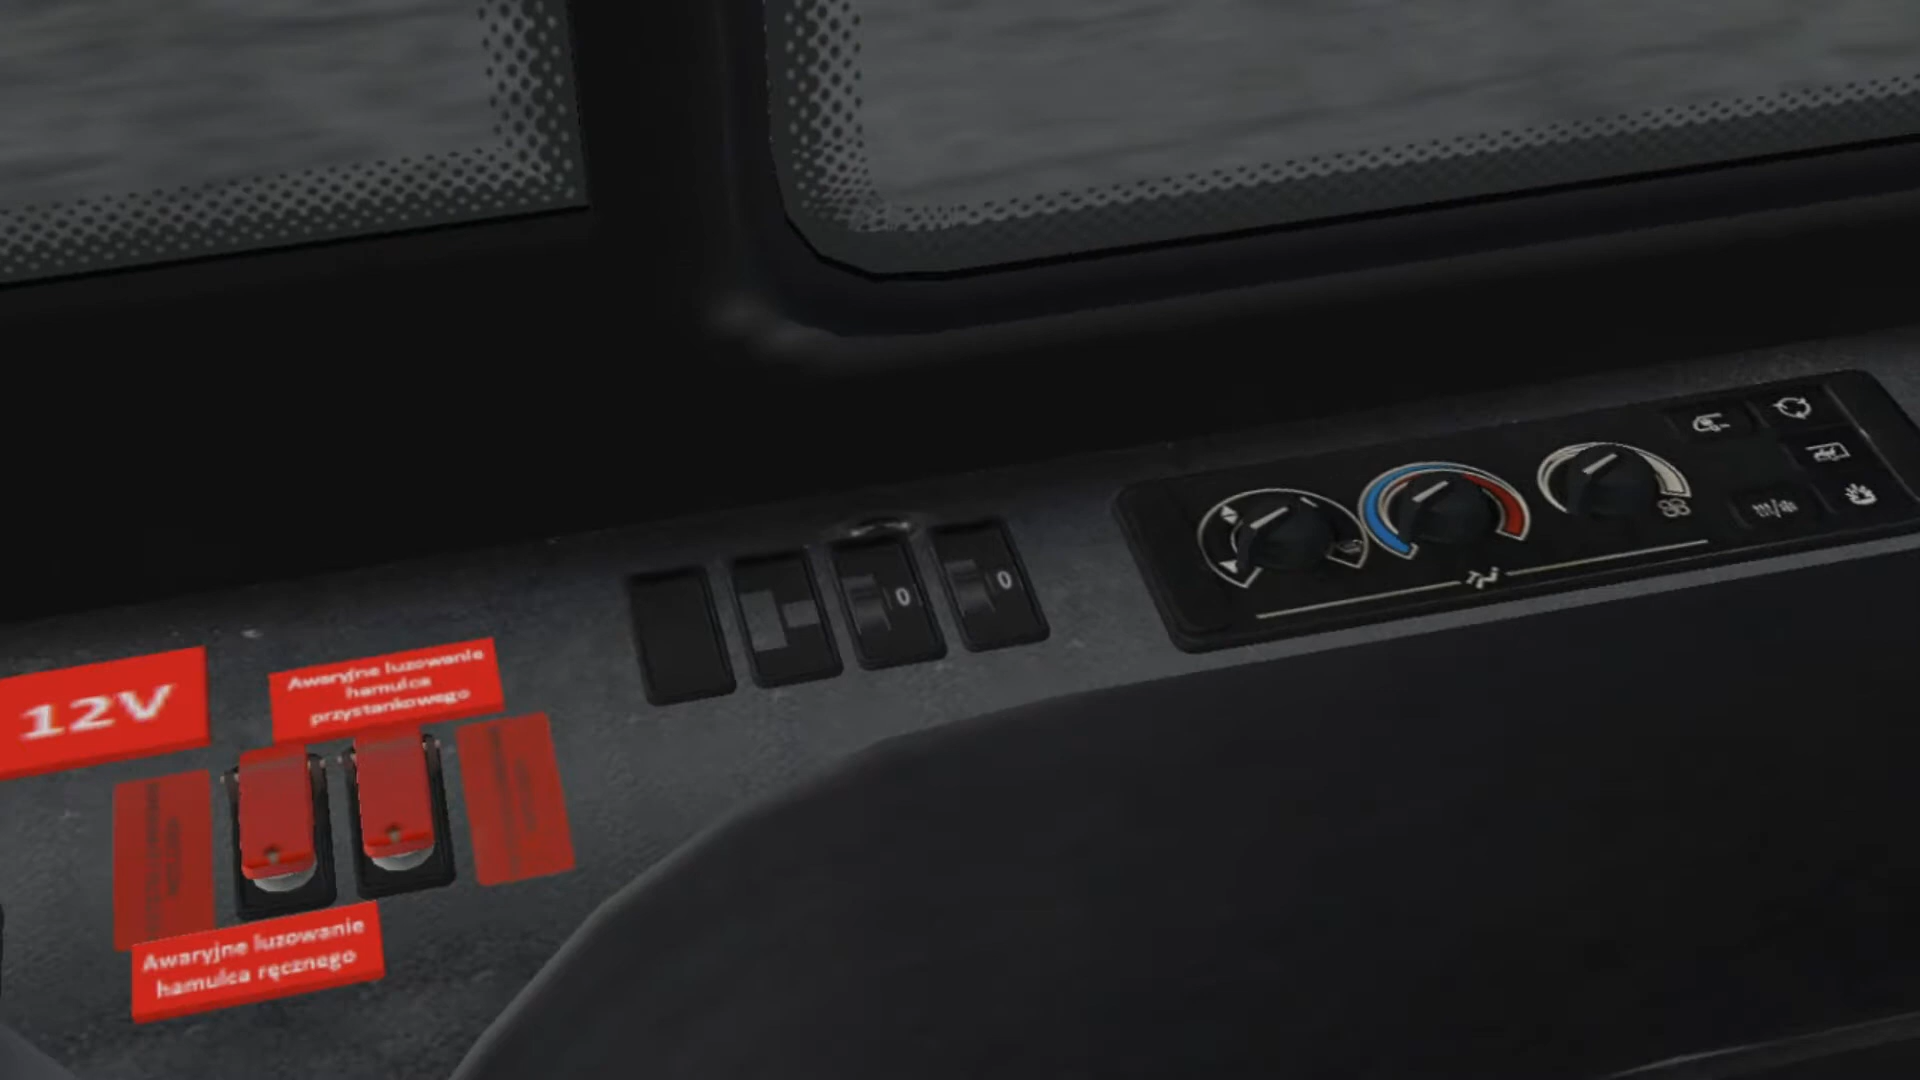 12V
Awaryjne luzowanie
hamulca
przystankowego
0
0
Awaryjne luzowanie
hamulca ręcznego